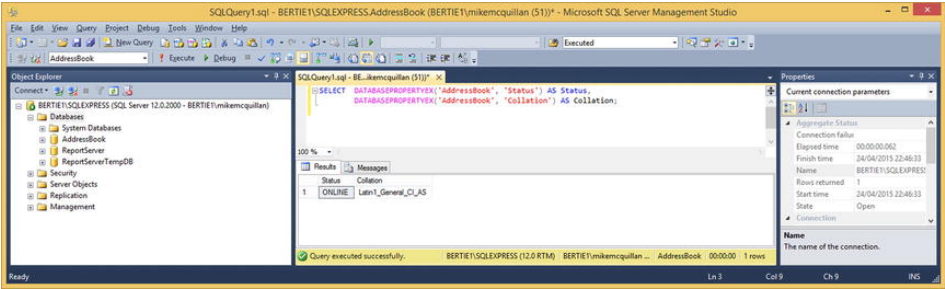 SQLQuery1.sql - BERTIE1\SQLEXPRESS.AddressBook (BERTIE1\mikemcquillan (51))* - Microsoft SQL Server Management Studio
File Edit View Query Project Debug Tools Window Help
New Query Executed
AddressBook Execute Debug
Object Explorer
Connect
BERTIE1\SQLEXPRESS (SQL Server 12.0.2000 - BERTIE1\mikemcquillan)
Databases
System Databases
AddressBook
ReportServer
ReportServerTempDB
Security
Server Objects
Replication
Management
SQLQuery1.sql - BE...ikemcquillan (51))*
SELECT DATABASEPROPERTYEX('AddressBook', 'Status') AS Status,
DATABASEPROPERTYEX('AddressBook', 'Collation') AS Collation;
100 %
Results Messages
Status Collation
1 ONLINE Latin1_General_CI_AS
Query executed successfully. BERTIE1\SQLEXPRESS (12.0 RTM) BERTIE1\mikemcquillan ... AddressBook 00:00:00 1 rows
Properties
Current connection parameters
Aggregate Status
Connection failur
Elapsed time 00:00:00.062
Finish time 24/04/2015 22:46:33
Name BERTIE1\SQLEXPRES
Rows returned 1
Start time 24/04/2015 22:46:33
State Open
Connection
Name
The name of the connection.
Ready Ln 3 Col 9 Ch 9 INS